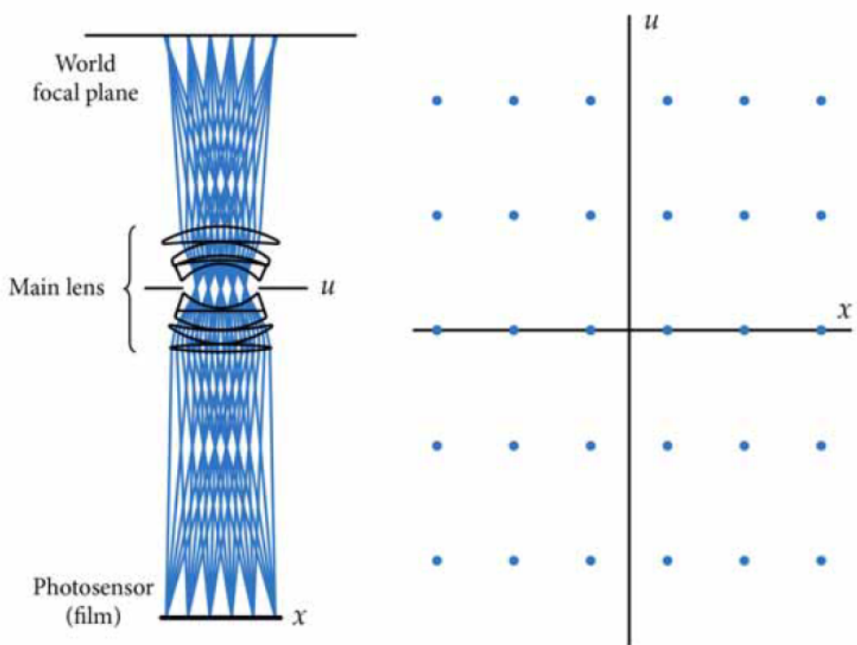 World
focal plane
Main lens
u
Photosensor
(film)
x
u
x